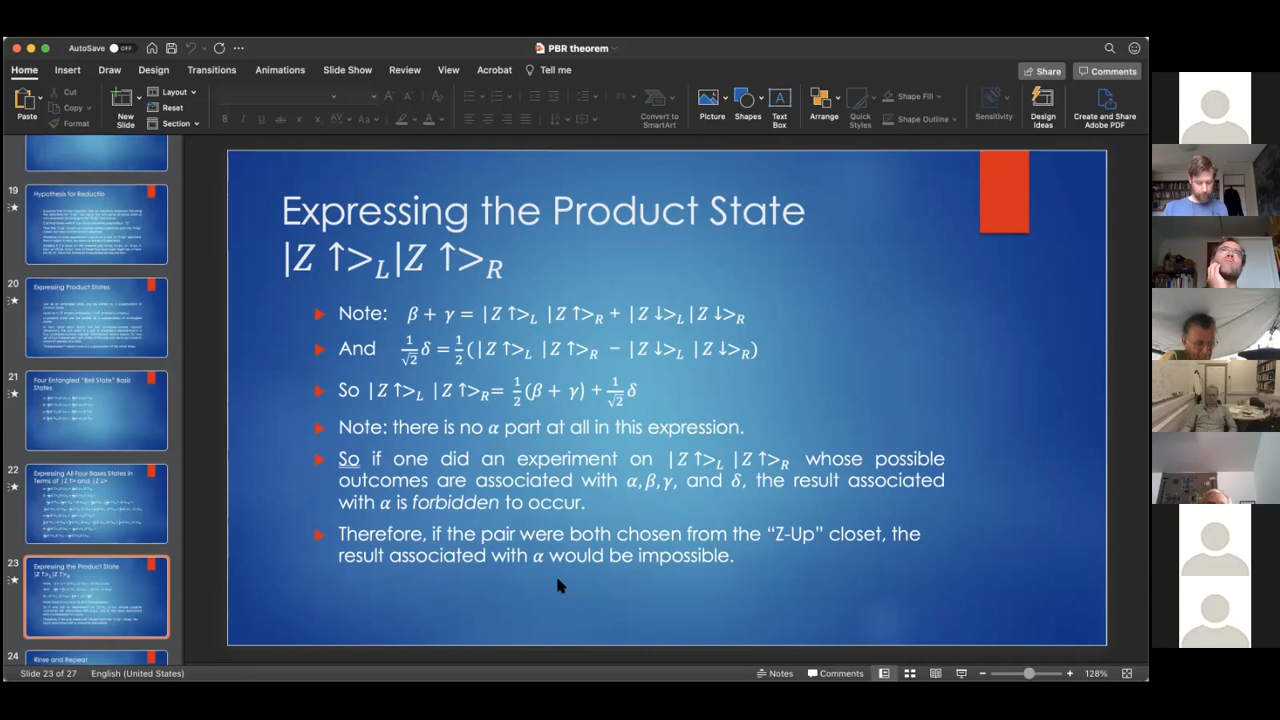 AutoSave OFF
PBR theorem
Home Insert Draw Design Transitions Animations Slide Show Review View Acrobat Tell me
Share Comments
Paste
Cut
Copy
Format
New Slide
Layout
Reset
Section
Convert to SmartArt
Picture
Shapes
Text Box
Arrange
Quick Styles
Shape Fill
Shape Outline
Sensitivity
Design Ideas
Create and Share Adobe PDF
19
Hypothesis for Reductio
20
Expressing Product States
21
Four Entangled "Bell State" Basis States
22
Expressing All Four Bases States in Terms of |Z ↑> and |Z ↓>
23
Expressing the Product State
|Z ↑>L|Z ↑>R
24
Rinse and Repeat
Expressing the Product State
|Z ↑>L|Z ↑>R
Note: β + γ = |Z ↑>L |Z ↑>R + |Z ↓>L|Z ↓>R
And 1/√2 δ = 1/2 (|Z ↑>L |Z ↑>R − |Z ↓>L |Z ↓>R)
So |Z ↑>L |Z ↑>R= 1/2 (β + γ) + 1/√2 δ
Note: there is no α part at all in this expression.
So if one did an experiment on |Z ↑>L |Z ↑>R whose possible
outcomes are associated with α,β,γ, and δ, the result associated
with α is forbidden to occur.
Therefore, if the pair were both chosen from the “Z-Up” closet, the
result associated with α would be impossible.
Slide 23 of 27 English (United States)
Notes Comments 128%